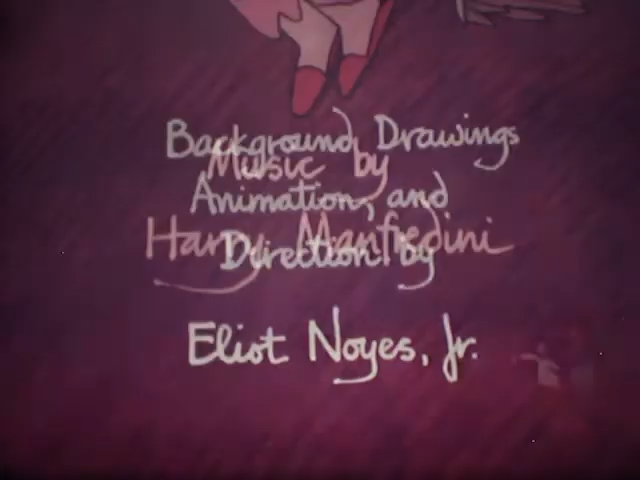 Background Drawings
Music by
Animation, and
Harry Manfredini
Direction by
Eliot Noyes, Jr.